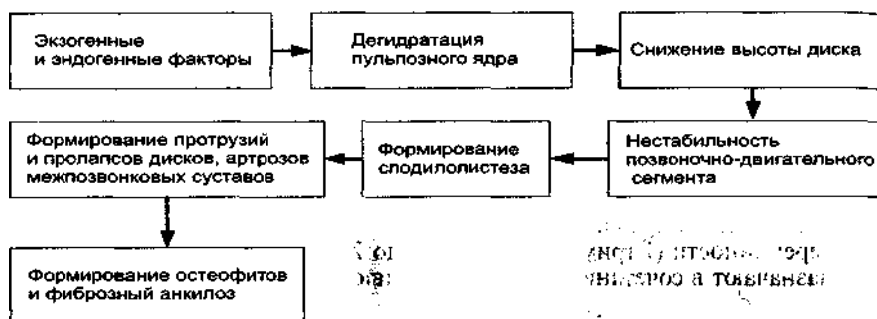 Экзогенные
и эндогенные факторы
Дегидратация
пульпозного ядра
Снижение высоты диска
Нестабильность
позвоночно-двигательного
сегмента
Формирование
слодилолистеза
Формирование протрузий
и пролапсов дисков, артрозов
межпозвонковых суставов
Формирование остеофитов
и фиброзный анкилоз